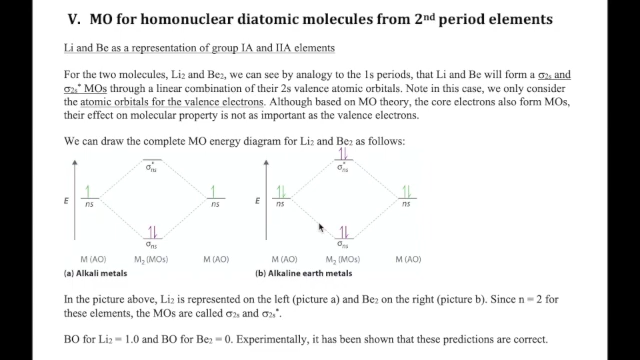 V. MO for homonuclear diatomic molecules from 2nd period elements
Li and Be as a representation of group IA and IIA elements
For the two molecules, Li2 and Be2, we can see by analogy to the 1s periods, that Li and Be will form a σ2s and
σ2s* MOs through a linear combination of their 2s valence atomic orbitals. Note in this case, we only consider
the atomic orbitals for the valence electrons. Although based on MO theory, the core electrons also form MOs,
their effect on molecular property is not as important as the valence electrons.
We can draw the complete MO energy diagram for Li2 and Be2 as follows:
σ*ns σ*ns
E ns ns E ns ns
σns σns
M (AO) M2 (MOs) M (AO) M (AO) M2 (MOs) M (AO)
(a) Alkali metals (b) Alkaline earth metals
In the picture above, Li2 is represented on the left (picture a) and Be2 on the right (picture b). Since n = 2 for
these elements, the MOs are called σ2s and σ2s*.
BO for Li2 = 1.0 and BO for Be2 = 0. Experimentally, it has been shown that these predictions are correct.